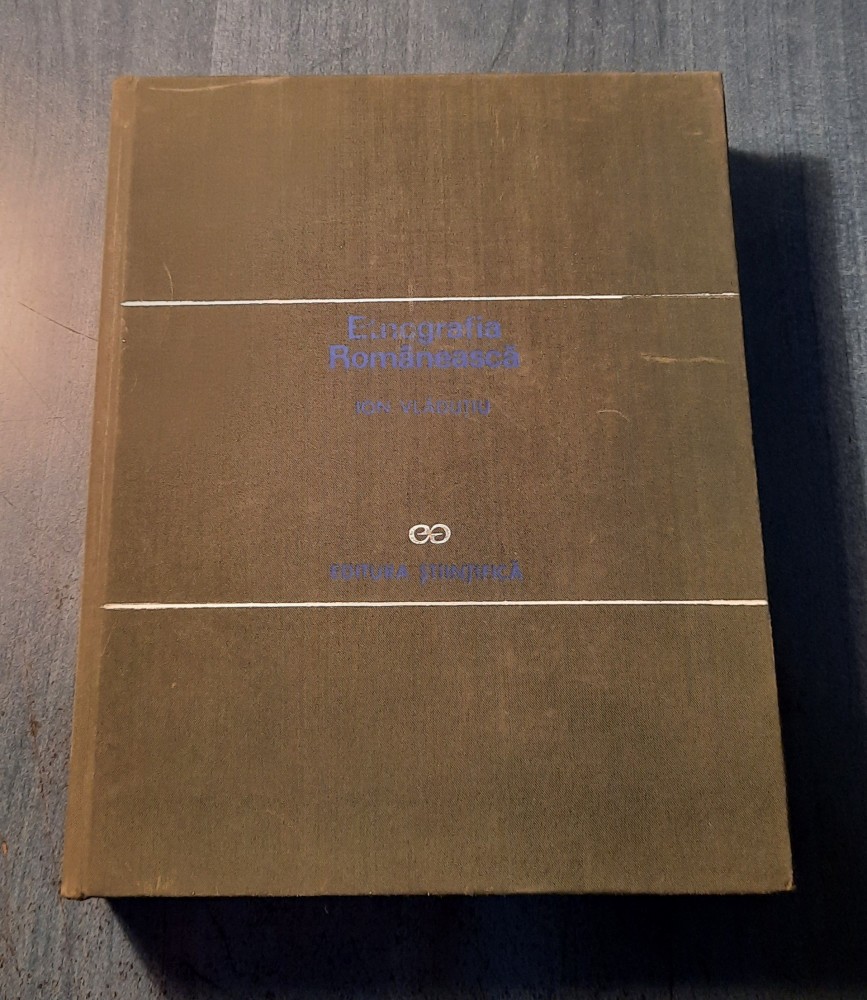 Etnografia
Românească
ION VLĂDUȚIU
EDITURA ȘTIINȚIFICĂ